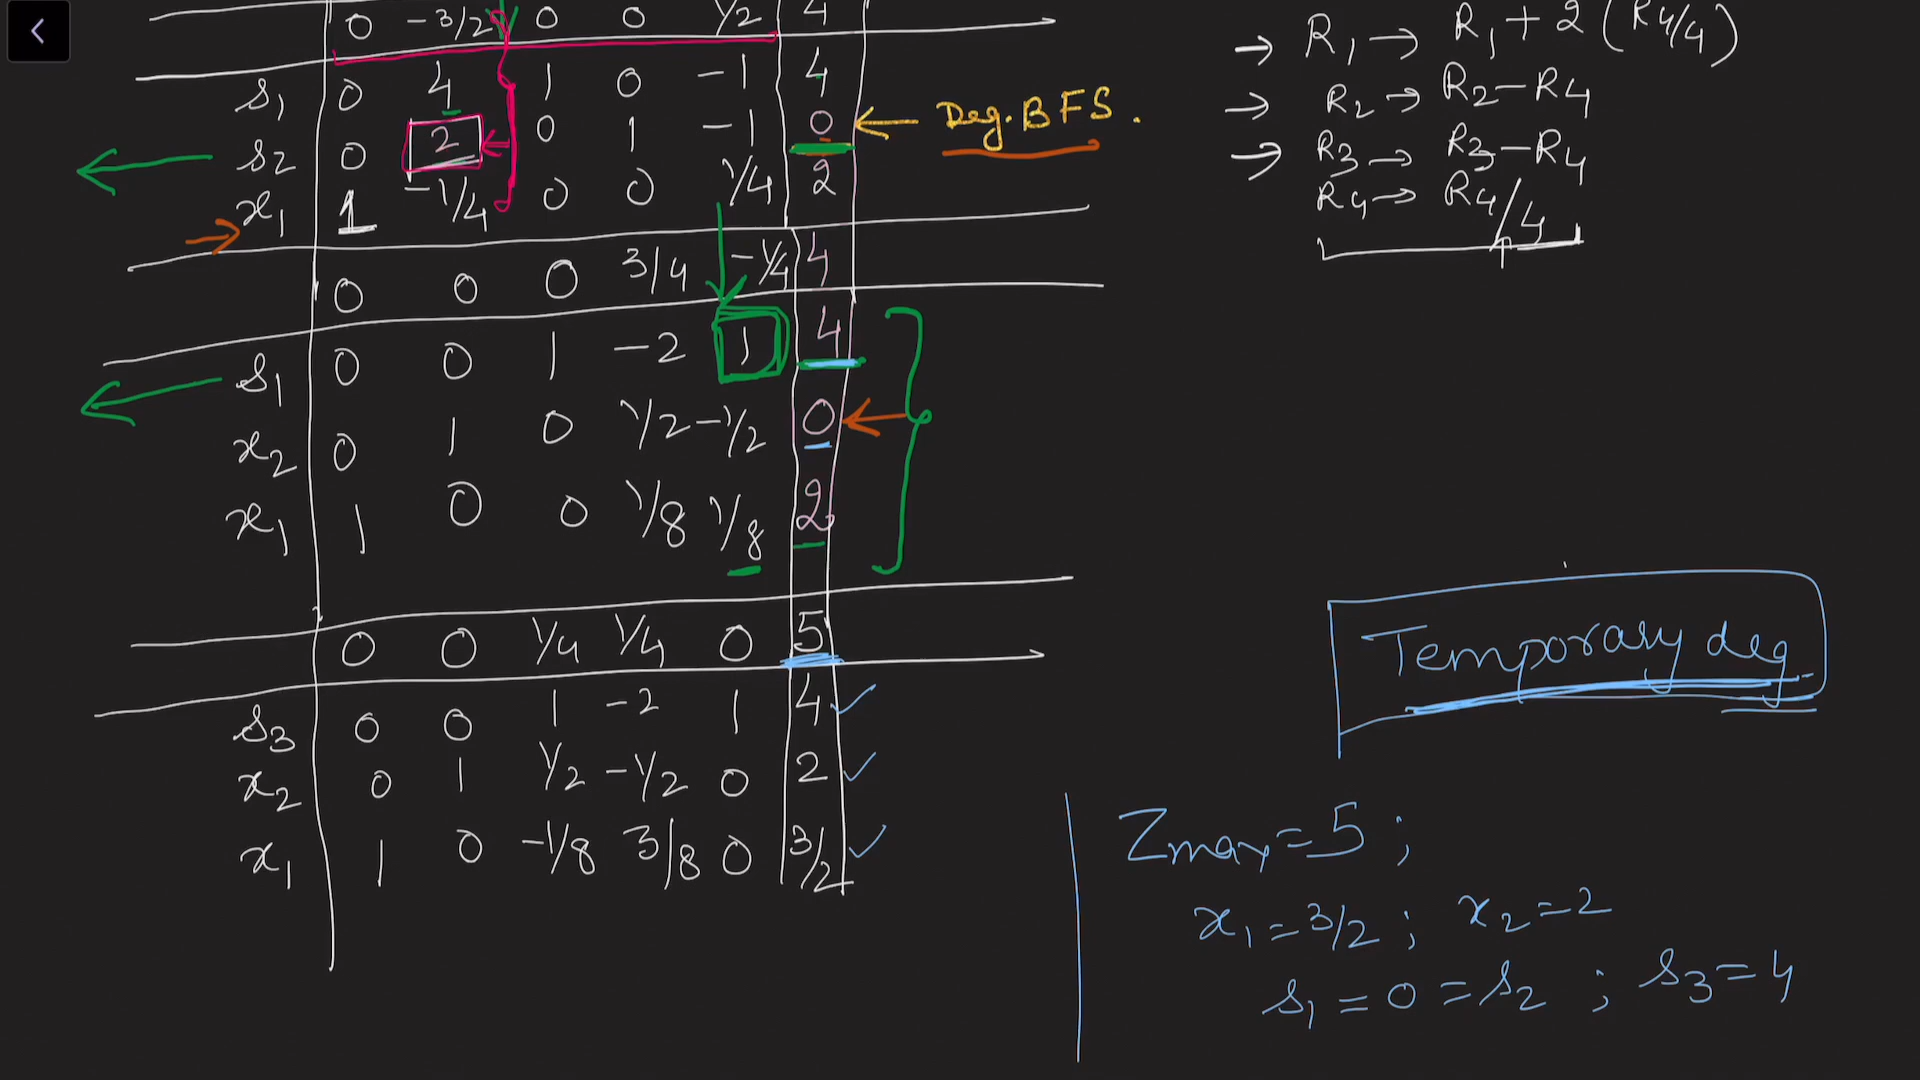 0 -3/2 0 0 1/2 4
s1 0 4 1 0 -1 4
s2 0 2 0 1 -1 0 ← Deg. BFS.
x1 1 -1/4 0 0 1/4 2
0 0 0 3/4 -1/4 4
s1 0 0 1 -2 1 4
x2 0 1 0 1/2 -1/2 0
x1 1 0 0 1/8 1/8 2
0 0 1/4 1/4 0 5
s3 0 0 1 -2 1 4
x2 0 1 1/2 -1/2 0 2
x1 1 0 -1/8 3/8 0 3/2
→ R1 → R1 + 2 (R4/4)
→ R2 → R2 - R4
→ R3 → R3 - R4
R4 → R4/4
Temporary deg.
Zmax = 5 ;
x1 = 3/2 ; x2 = 2
s1 = 0 = s2 ; s3 = 4